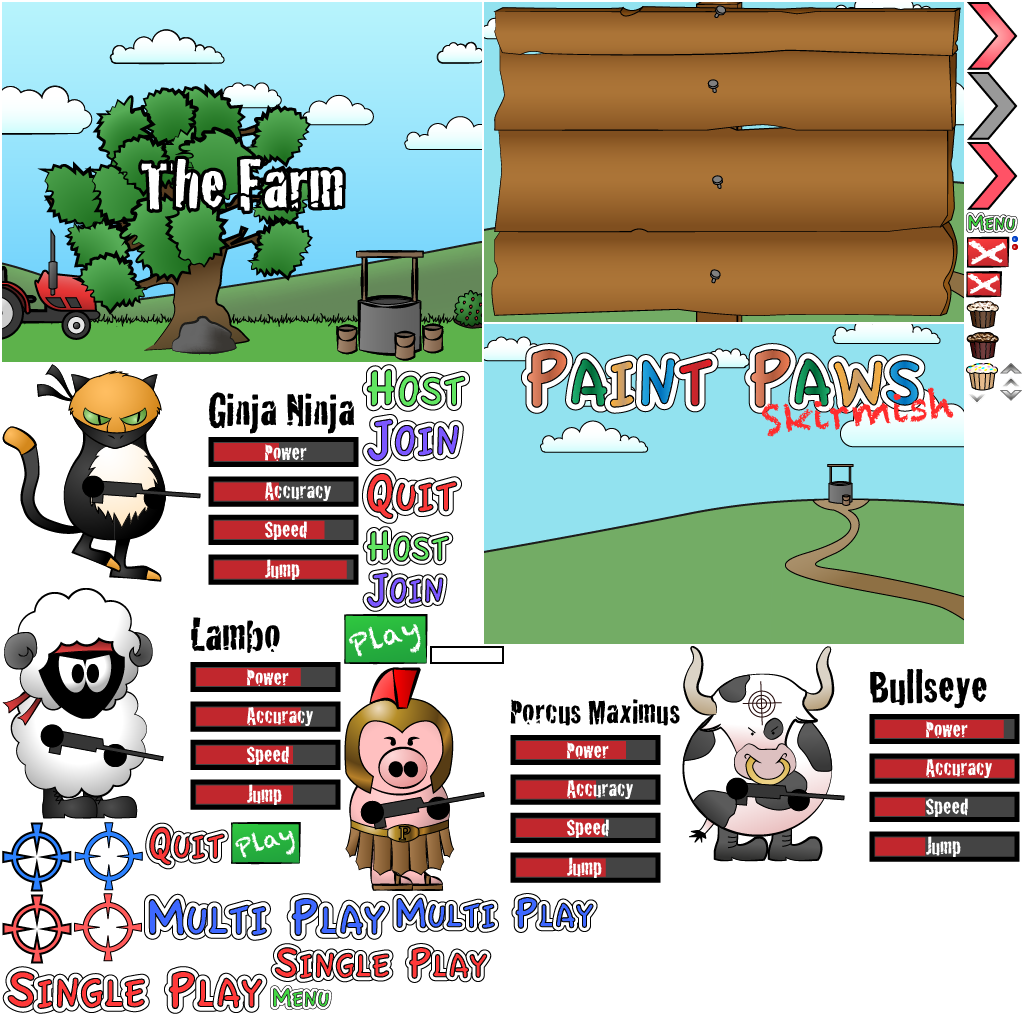 The Farm
Menu
Paint Paws
Skirmish
Ginja Ninja
Power
Accuracy
Speed
Jump
Host
Join
Quit
Host
Join
Lambo
Power
Accuracy
Speed
Jump
play
Porcus Maximus
Power
Accuracy
Speed
Jump
P
Bullseye
Power
Accuracy
Speed
Jump
Quit
play
Multi Play
Multi Play
Single Play
Single Play
Menu